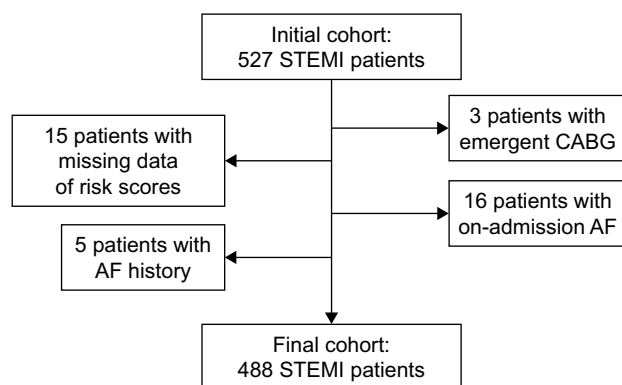 Initial cohort:
527 STEMI patients
3 patients with
emergent CABG
15 patients with
missing data
of risk scores
16 patients with
on-admission AF
5 patients with
AF history
Final cohort:
488 STEMI patients